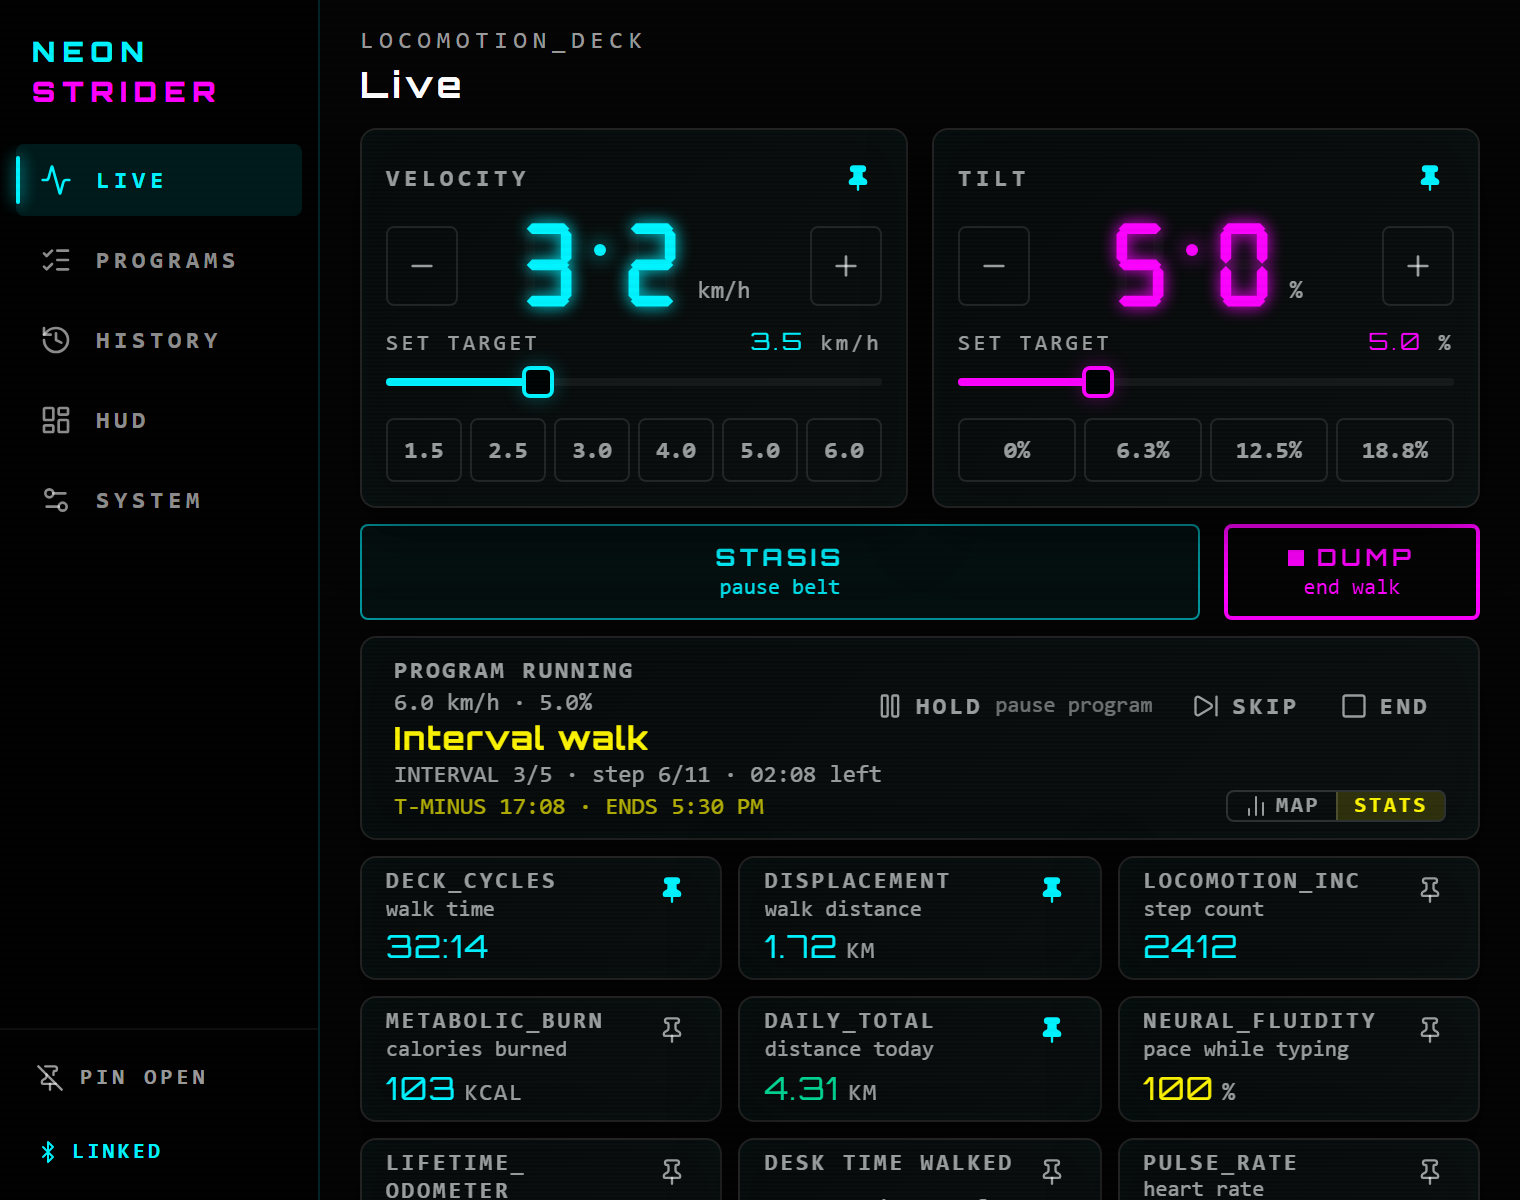 NEON
STRIDER
LIVE
PROGRAMS
HISTORY
HUD
SYSTEM
PIN OPEN
LINKED
LOCOMOTION_DECK
Live
VELOCITY
3.2 km/h
SET TARGET 3.5 km/h
1.5 2.5 3.0 4.0 5.0 6.0
TILT
5.0 %
SET TARGET 5.0 %
0% 6.3% 12.5% 18.8%
STASIS
pause belt
DUMP
end walk
PROGRAM RUNNING
6.0 km/h · 5.0%
Interval walk
INTERVAL 3/5 · step 6/11 · 02:08 left
T-MINUS 17:08 · ENDS 5:30 PM
HOLD pause program SKIP END
MAP STATS
DECK_CYCLES
walk time
32:14
DISPLACEMENT
walk distance
1.72 KM
LOCOMOTION_INC
step count
2412
METABOLIC_BURN
calories burned
103 KCAL
DAILY_TOTAL
distance today
4.31 KM
NEURAL_FLUIDITY
pace while typing
100 %
LIFETIME_
ODOMETER
DESK TIME WALKED
PULSE_RATE
heart rate